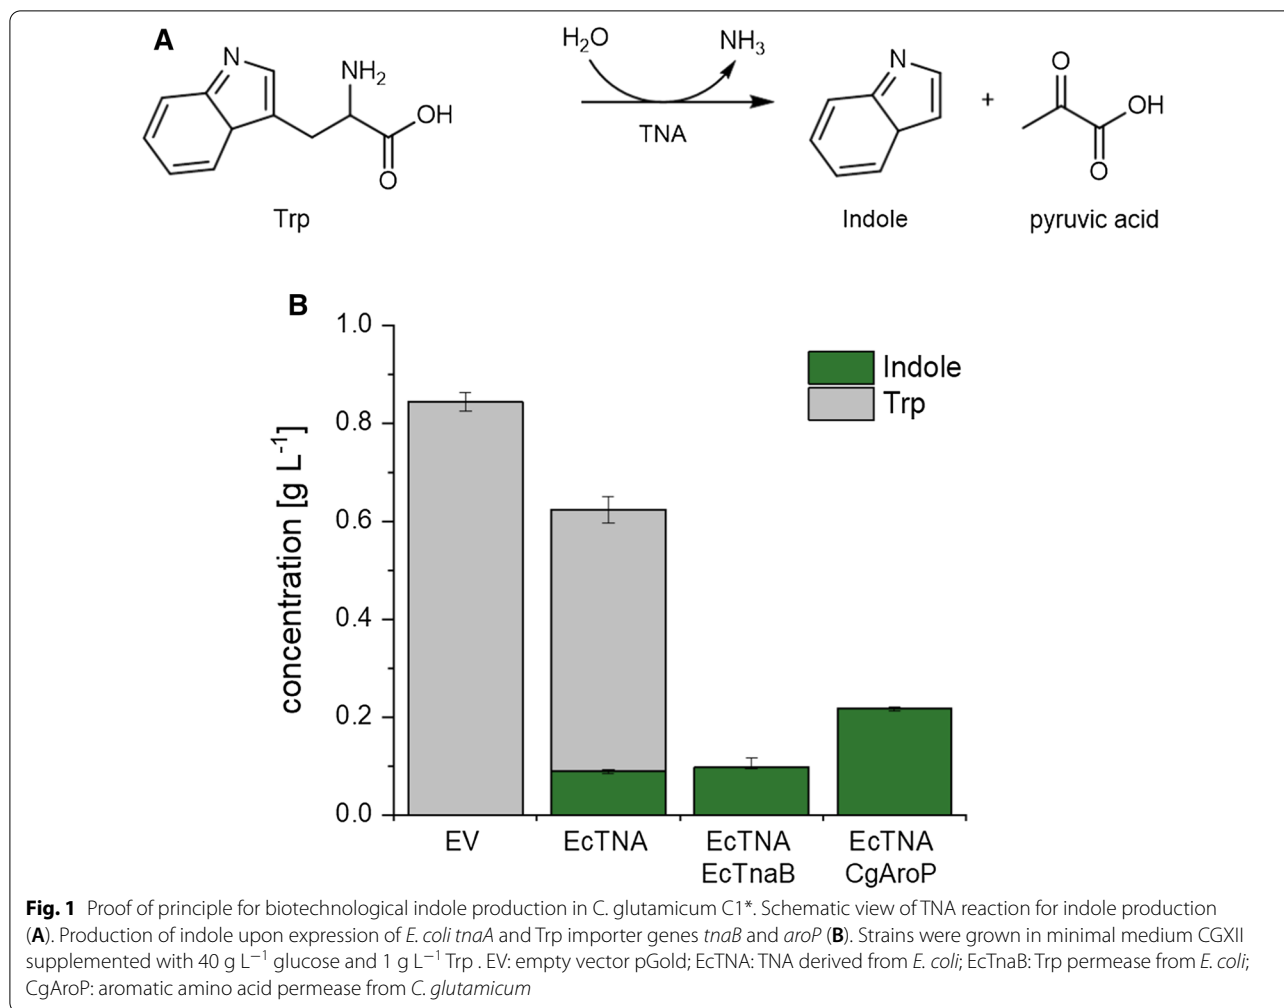 A
N
NH2
OH
O
Trp
H2O
NH3
TNA
N
Indole
+
O
OH
O
pyruvic acid
B
concentration [g L-1]
1.0
0.8
0.6
0.4
0.2
0.0
Indole
Trp
EV
EcTNA
EcTNA
EcTnaB
EcTNA
CgAroP
Fig. 1 Proof of principle for biotechnological indole production in C. glutamicum C1*. Schematic view of TNA reaction for indole production
(A). Production of indole upon expression of E. coli tnaA and Trp importer genes tnaB and aroP (B). Strains were grown in minimal medium CGXII
supplemented with 40 g L−1 glucose and 1 g L−1 Trp . EV: empty vector pGold; EcTNA: TNA derived from E. coli; EcTnaB: Trp permease from E. coli;
CgAroP: aromatic amino acid permease from C. glutamicum